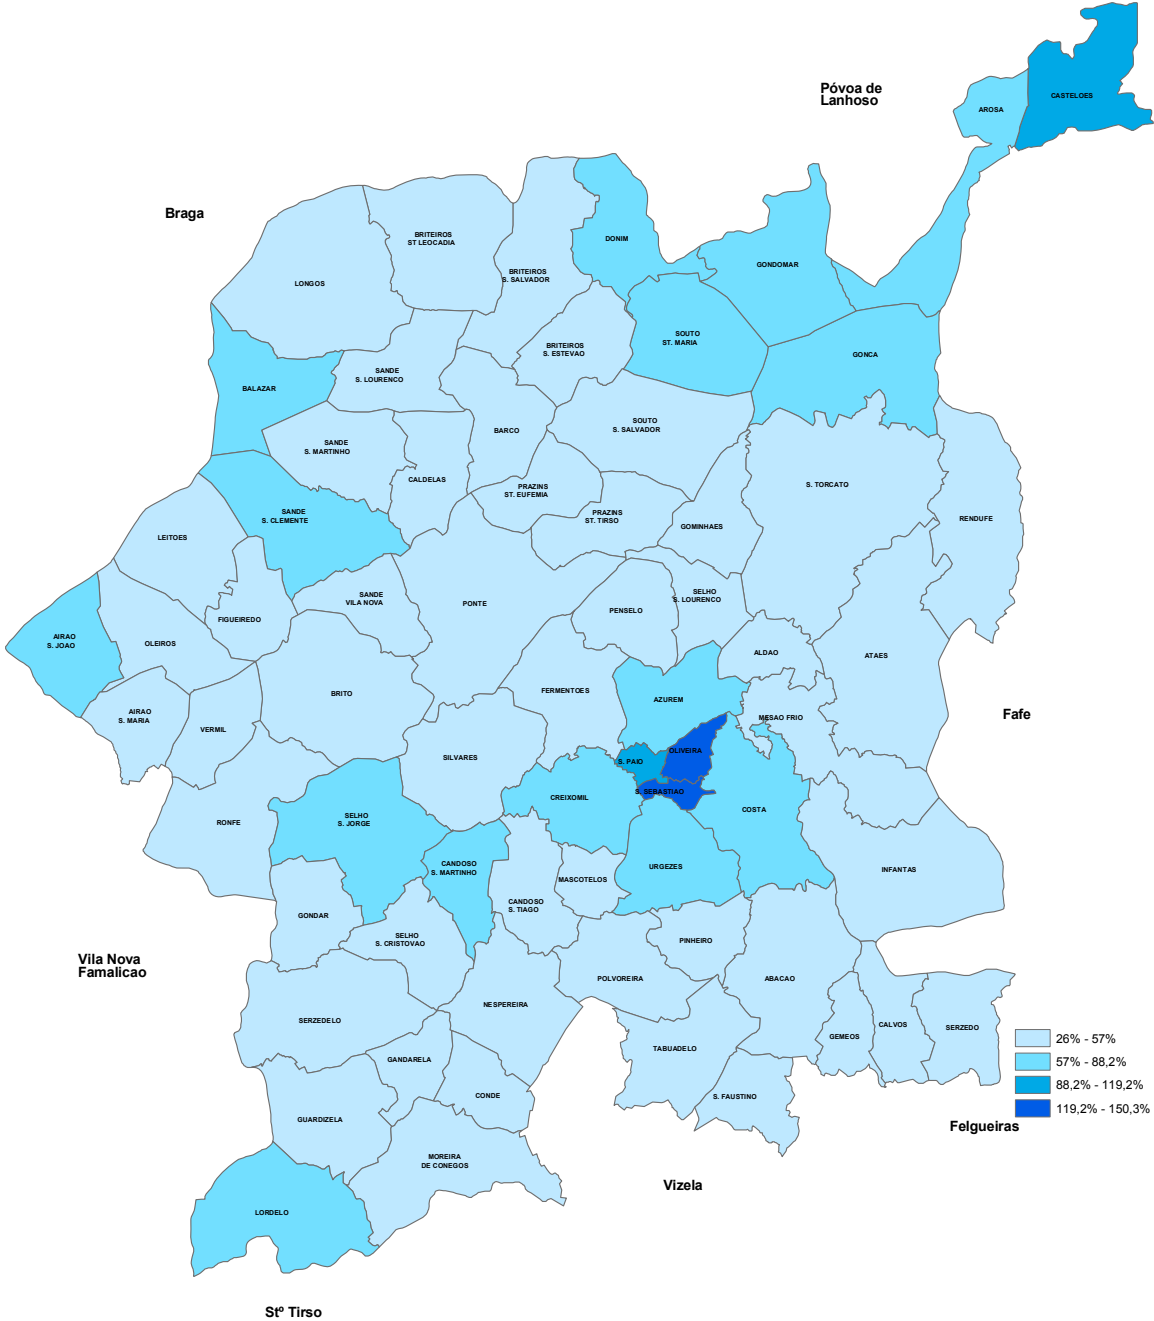 Póvoa de
Lanhoso
CASTELOES
AROSA
Braga
BRITEIROS
ST LEOCADIA
DONIM
GONDOMAR
BRITEIROS
S. SALVADOR
LONGOS
SOUTO
ST. MARIA
BRITEIROS
S. ESTEVAO
GONCA
SANDE
S. LOURENCO
BALAZAR
SOUTO
S. SALVADOR
BARCO
SANDE
S. MARTINHO
CALDELAS
PRAZINS
ST. EUFEMIA
S. TORCATO
SANDE
S. CLEMENTE
PRAZINS
ST. TIRSO
GOMINHAES
RENDUFE
LEITOES
SANDE
VILA NOVA
PONTE
PENSELO
SELHO
S. LOURENCO
FIGUEIREDO
AIRAO
S. JOAO
OLEIROS
ALDAO
ATAES
BRITO
FERMENTOES
AZUREM
AIRAO
S. MARIA
VERMIL
MESAO FRIO
Fafe
SILVARES
OLIVEIRA
S. PAIO
S. SEBASTIAO
CREIXOMIL
COSTA
RONFE
SELHO
S. JORGE
CANDOSO
S. MARTINHO
URGEZES
INFANTAS
MASCOTELOS
CANDOSO
S. TIAGO
GONDAR
SELHO
S. CRISTOVAO
PINHEIRO
Vila Nova
Famalicao
POLVOREIRA
ABACAO
NESPEREIRA
SERZEDELO
CALVOS
SERZEDO
GEMEOS
TABUADELO
GANDARELA
CONDE
S. FAUSTINO
GUARDIZELA
26% - 57%
57% - 88,2%
88,2% - 119,2%
119,2% - 150,3%
Felgueiras
MOREIRA
DE CONEGOS
Vizela
LORDELO
Stº Tirso